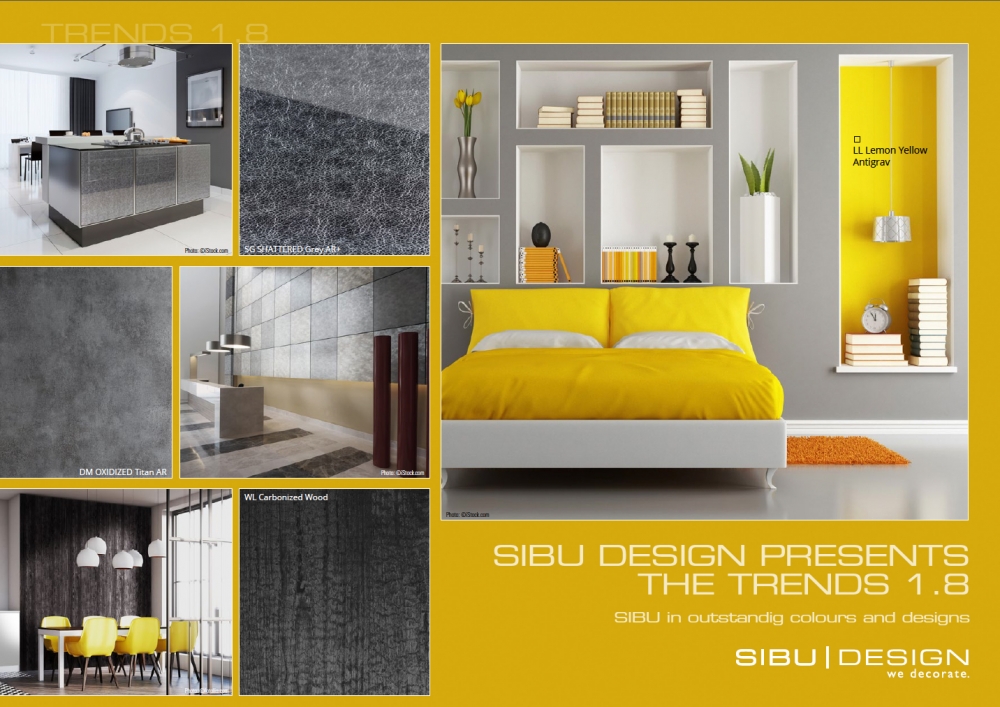 TRENDS 1.8
Photo: ©iStock.com
SG SHATTERED Grey AR+
LL Lemon Yellow
Antigrav
DM OXIDIZED Titan AR
Photo: ©iStock.com
Photo: ©iStock.com
WL Carbonized Wood
SIBU DESIGN PRESENTS
THE TRENDS 1.8
SIBU in outstandig colours and designs
SIBU|DESIGN
we decorate.